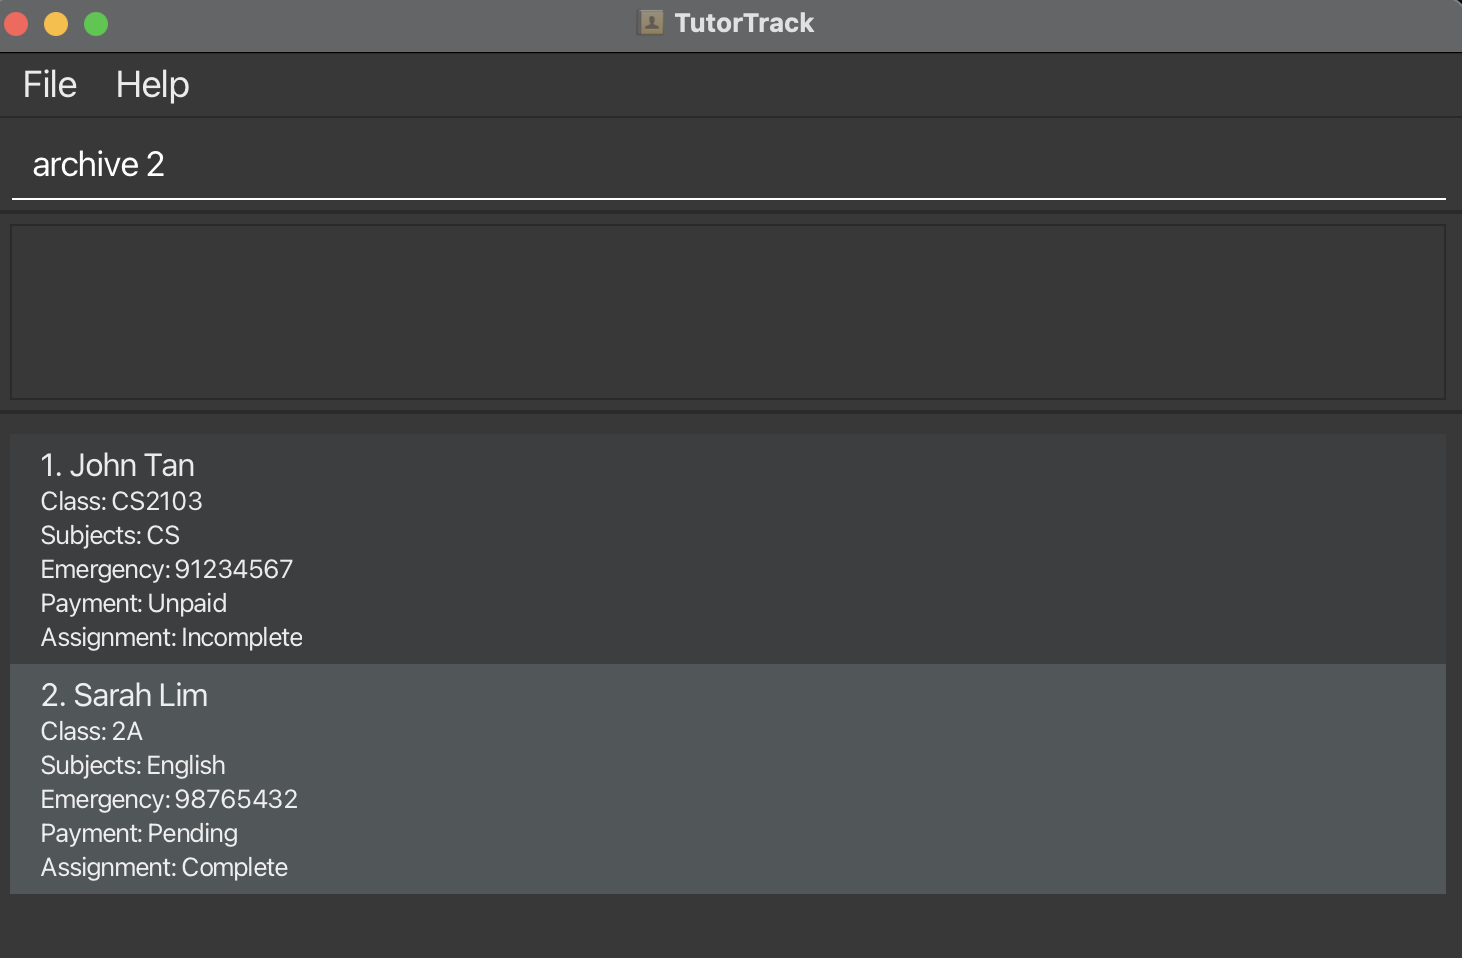 TutorTrack
File Help
archive 2
1. John Tan
Class: CS2103
Subjects: CS
Emergency: 91234567
Payment: Unpaid
Assignment: Incomplete
2. Sarah Lim
Class: 2A
Subjects: English
Emergency: 98765432
Payment: Pending
Assignment: Complete